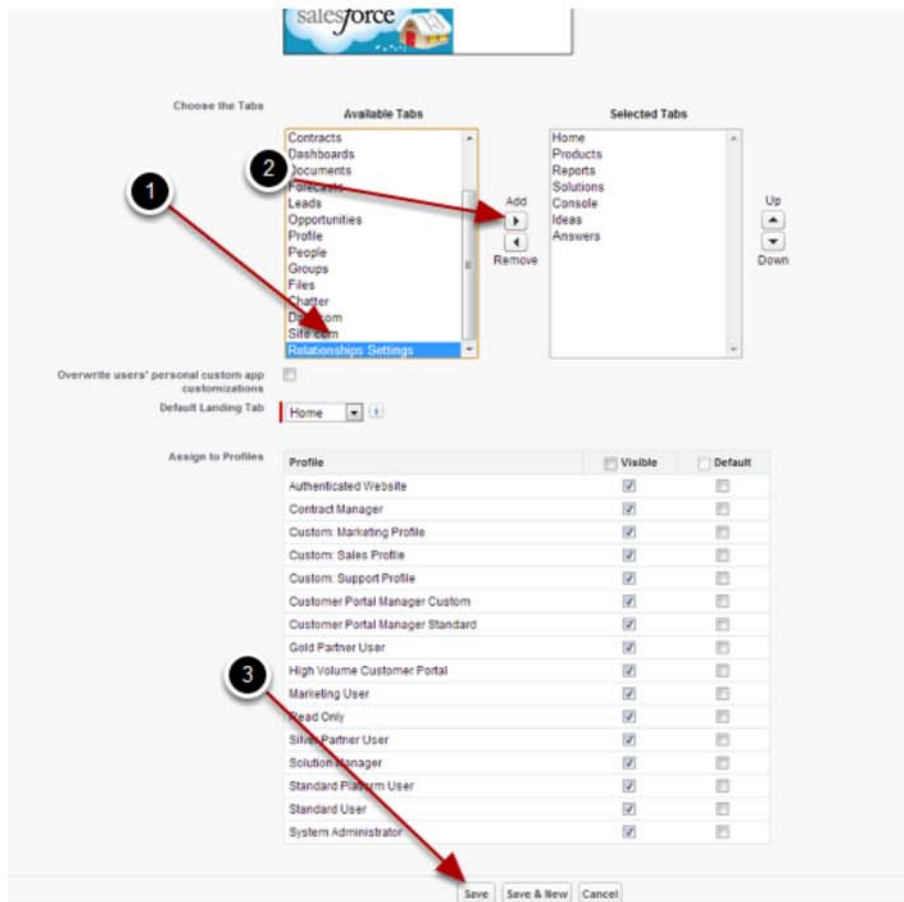 salesforce
Choose the Tabs
Available Tabs
Selected Tabs
Contracts
Dashboards
Documents
Forecasts
Leads
Opportunities
Profile
People
Groups
Files
Chatter
Site.com
Relationships Settings
Add
Remove
Home
Products
Reports
Solutions
Console
Ideas
Answers
Up
Down
1
2
Overwrite users' personal custom app
customizations
Default Landing Tab
Home
i
Assign to Profiles
Profile Visible Default
Authenticated Website
Contract Manager
Custom: Marketing Profile
Custom: Sales Profile
Custom: Support Profile
Customer Portal Manager Custom
Customer Portal Manager Standard
Gold Partner User
High Volume Customer Portal
3
Marketing User
Read Only
Silver Partner User
Solution Manager
Standard Platform User
Standard User
System Administrator
Save Save & New Cancel